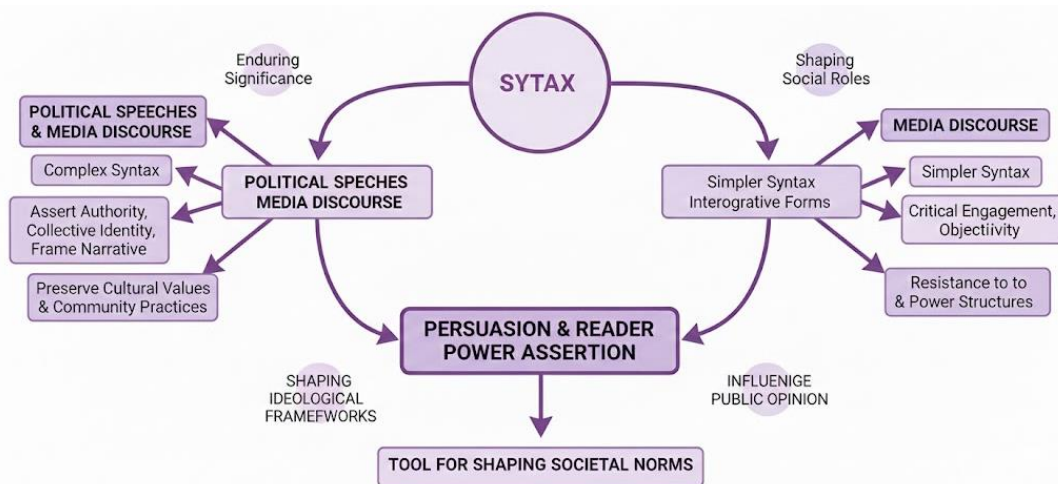 SYTAX
Enduring
Significance
Shaping
Social Roles
POLITICAL SPEECHES
& MEDIA DISCOURSE
Complex Syntax
Assert Authority,
Collective Identity,
Frame Narrative
Preserve Cultural Values
& Community Practices
POLITICAL SPECHES
MEDIA DISCOURSE
Simpler Syntax
Interogrative Forms
MEDIA DISCOURSE
Simpler Syntax
Critical Engagement,
Objectiivity
Resistance to to
& Power Structures
PERSUASION & READER
POWER ASSERTION
SHAPING
IDEOLOGICAL
FRAMEFWORKS
INFLUENIGE
PUBLIC OPINION
TOOL FOR SHAPING SOCIETAL NORMS